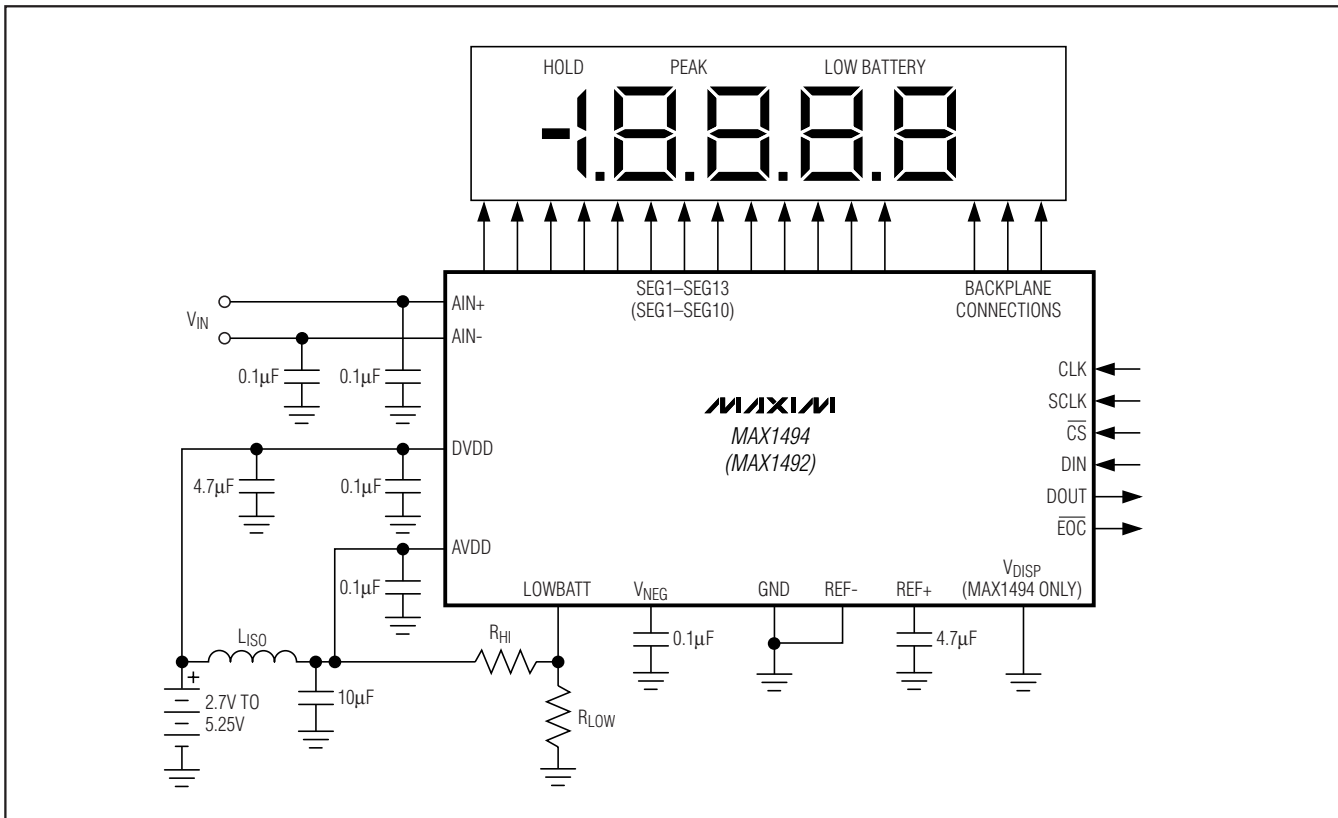 HOLD PEAK LOW BATTERY
-1.8.8.8.8
SEG1–SEG13
(SEG1–SEG10)
BACKPLANE
CONNECTIONS
VIN
AIN+
AIN-
0.1µF 0.1µF
DVDD
4.7µF 0.1µF
AVDD
0.1µF
MAXIM
MAX1494
(MAX1492)
CLK
SCLK
CS
DIN
DOUT
EOC
LOWBATT
VNEG
GND
REF-
REF+
VDISP
(MAX1494 ONLY)
LISO
RHI
0.1µF
4.7µF
+
2.7V TO
5.25V
10µF
RLOW